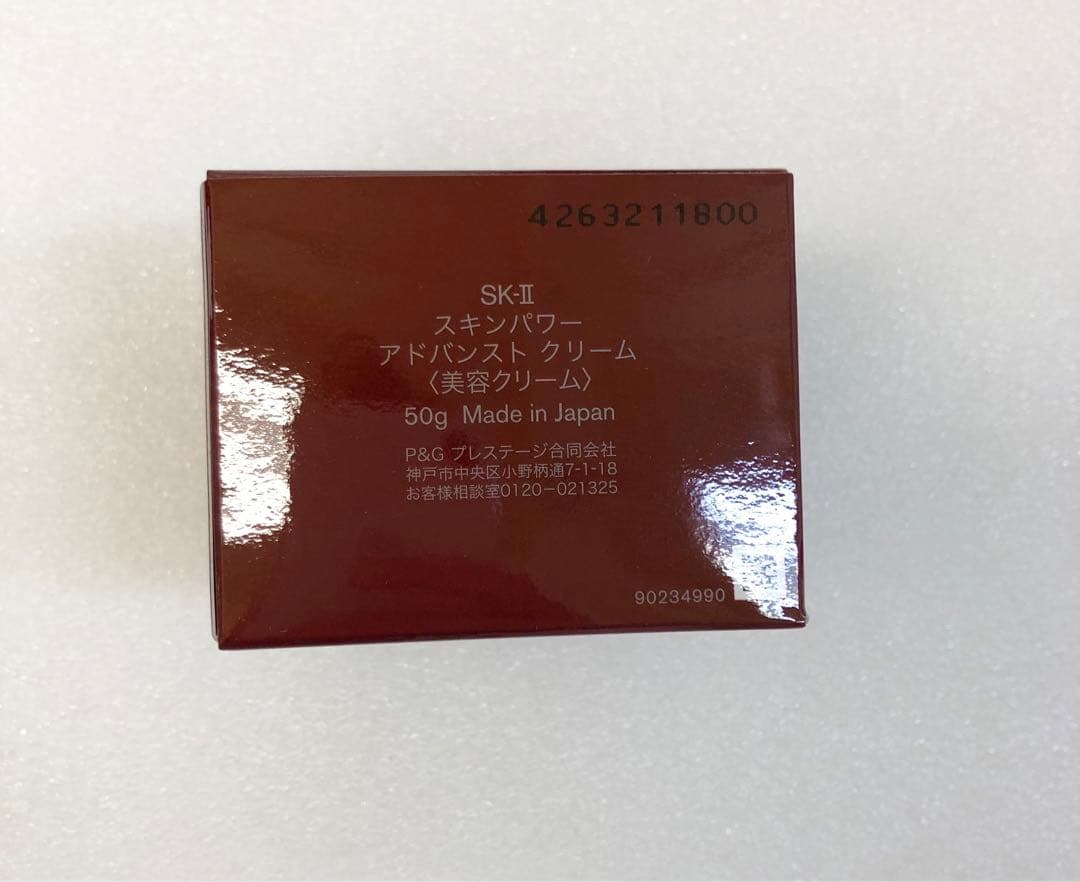 4263211800
SK-II
スキンパワー
アドバンスト クリーム
〈美容クリーム〉
50g Made in Japan
P&G プレステージ合同会社
神戸市中央区小野柄通7-1-18
お客様相談室0120-021325
90234990